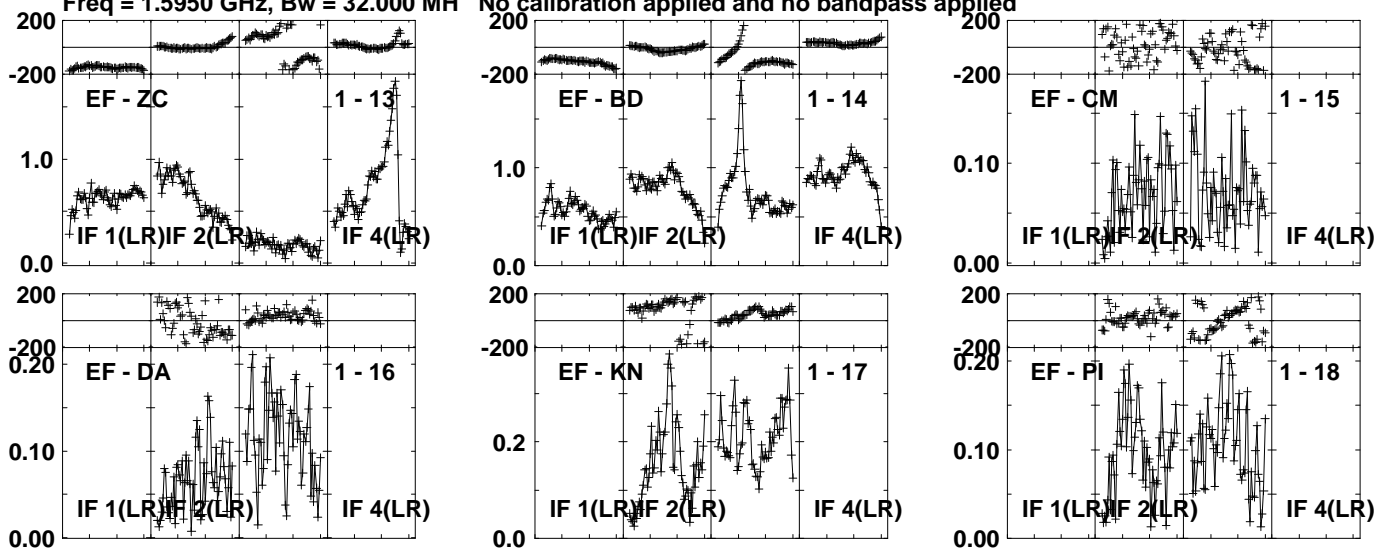 Freq = 1.5950 GHz, Bw = 32.000 MH No calibration applied and no bandpass applied
200
-200
EF - ZC 1 - 13
1.0
0.0
IF 1(LR) IF 2(LR) IF 4(LR)
200
-200
EF - BD 1 - 14
1.0
0.0
IF 1(LR) IF 2(LR) IF 4(LR)
200
-200
EF - CM 1 - 15
0.10
0.00
IF 1(LR) IF 2(LR) IF 4(LR)
200
-200
0.20
EF - DA 1 - 16
0.10
0.00
IF 1(LR) IF 2(LR) IF 4(LR)
200
-200
EF - KN 1 - 17
0.2
0.0
IF 1(LR) IF 2(LR) IF 4(LR)
200
-200
0.20
EF - PI 1 - 18
0.10
0.00
IF 1(LR) IF 2(LR) IF 4(LR)